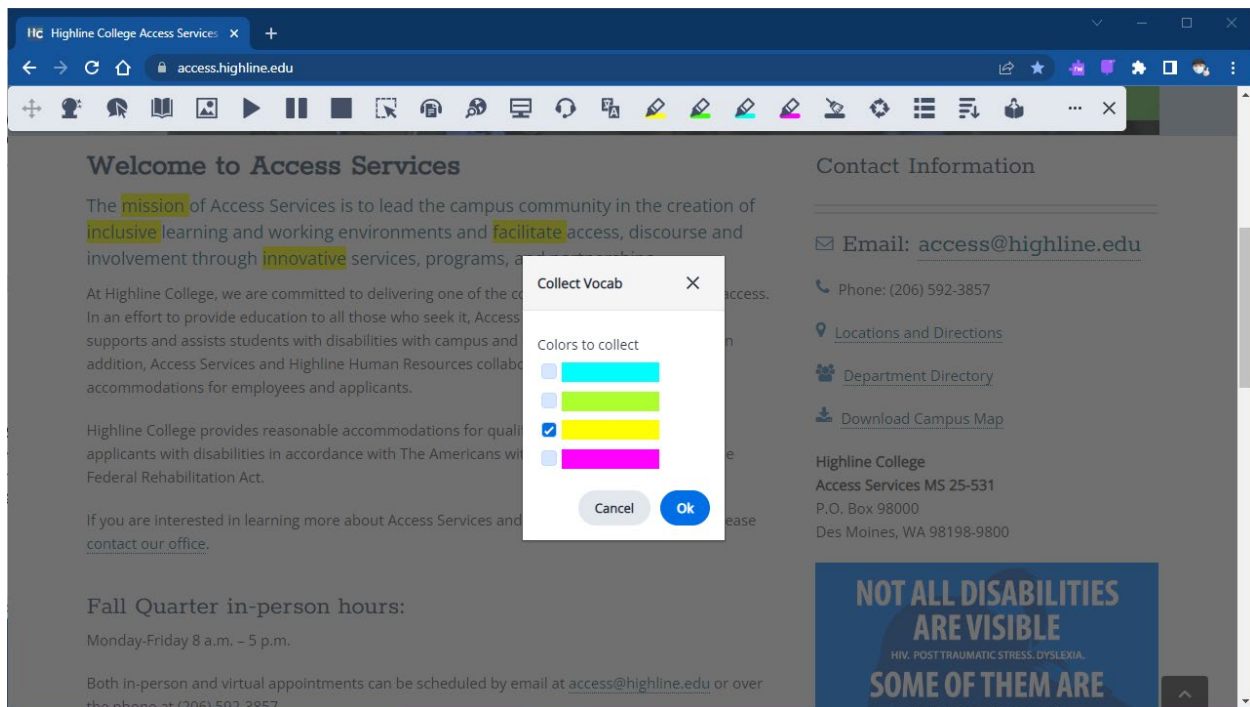 Highline College Access Services
access.highline.edu
Welcome to Access Services
The mission of Access Services is to lead the campus community in the creation of
inclusive learning and working environments and facilitate access, discourse and
involvement through innovative services, programs,
At Highline College, we are committed to delivering one of the access.
In an effort to provide education to all those who seek it, Access
supports and assists students with disabilities with campus and
addition, Access Services and Highline Human Resources
accommodations for employees and applicants.
Highline College provides reasonable accommodations for
applicants with disabilities in accordance with The Americans
Federal Rehabilitation Act.
If you are interested in learning more about Access Services and
contact our office.
Fall Quarter in-person hours:
Monday-Friday 8 a.m. – 5 p.m.
Both in-person and virtual appointments can be scheduled by email at access@highline.edu or over
the phone at (206) 592-3857
Collect Vocab
Colors to collect
Cancel Ok
Contact Information
Email: access@highline.edu
Phone: (206) 592-3857
Locations and Directions
Department Directory
Download Campus Map
Highline College
Access Services MS 25-531
P.O. Box 98000
Des Moines, WA 98198-9800
NOT ALL DISABILITIES
ARE VISIBLE
HIV. POST TRAUMATIC STRESS. DYSLEXIA.
SOME OF THEM ARE